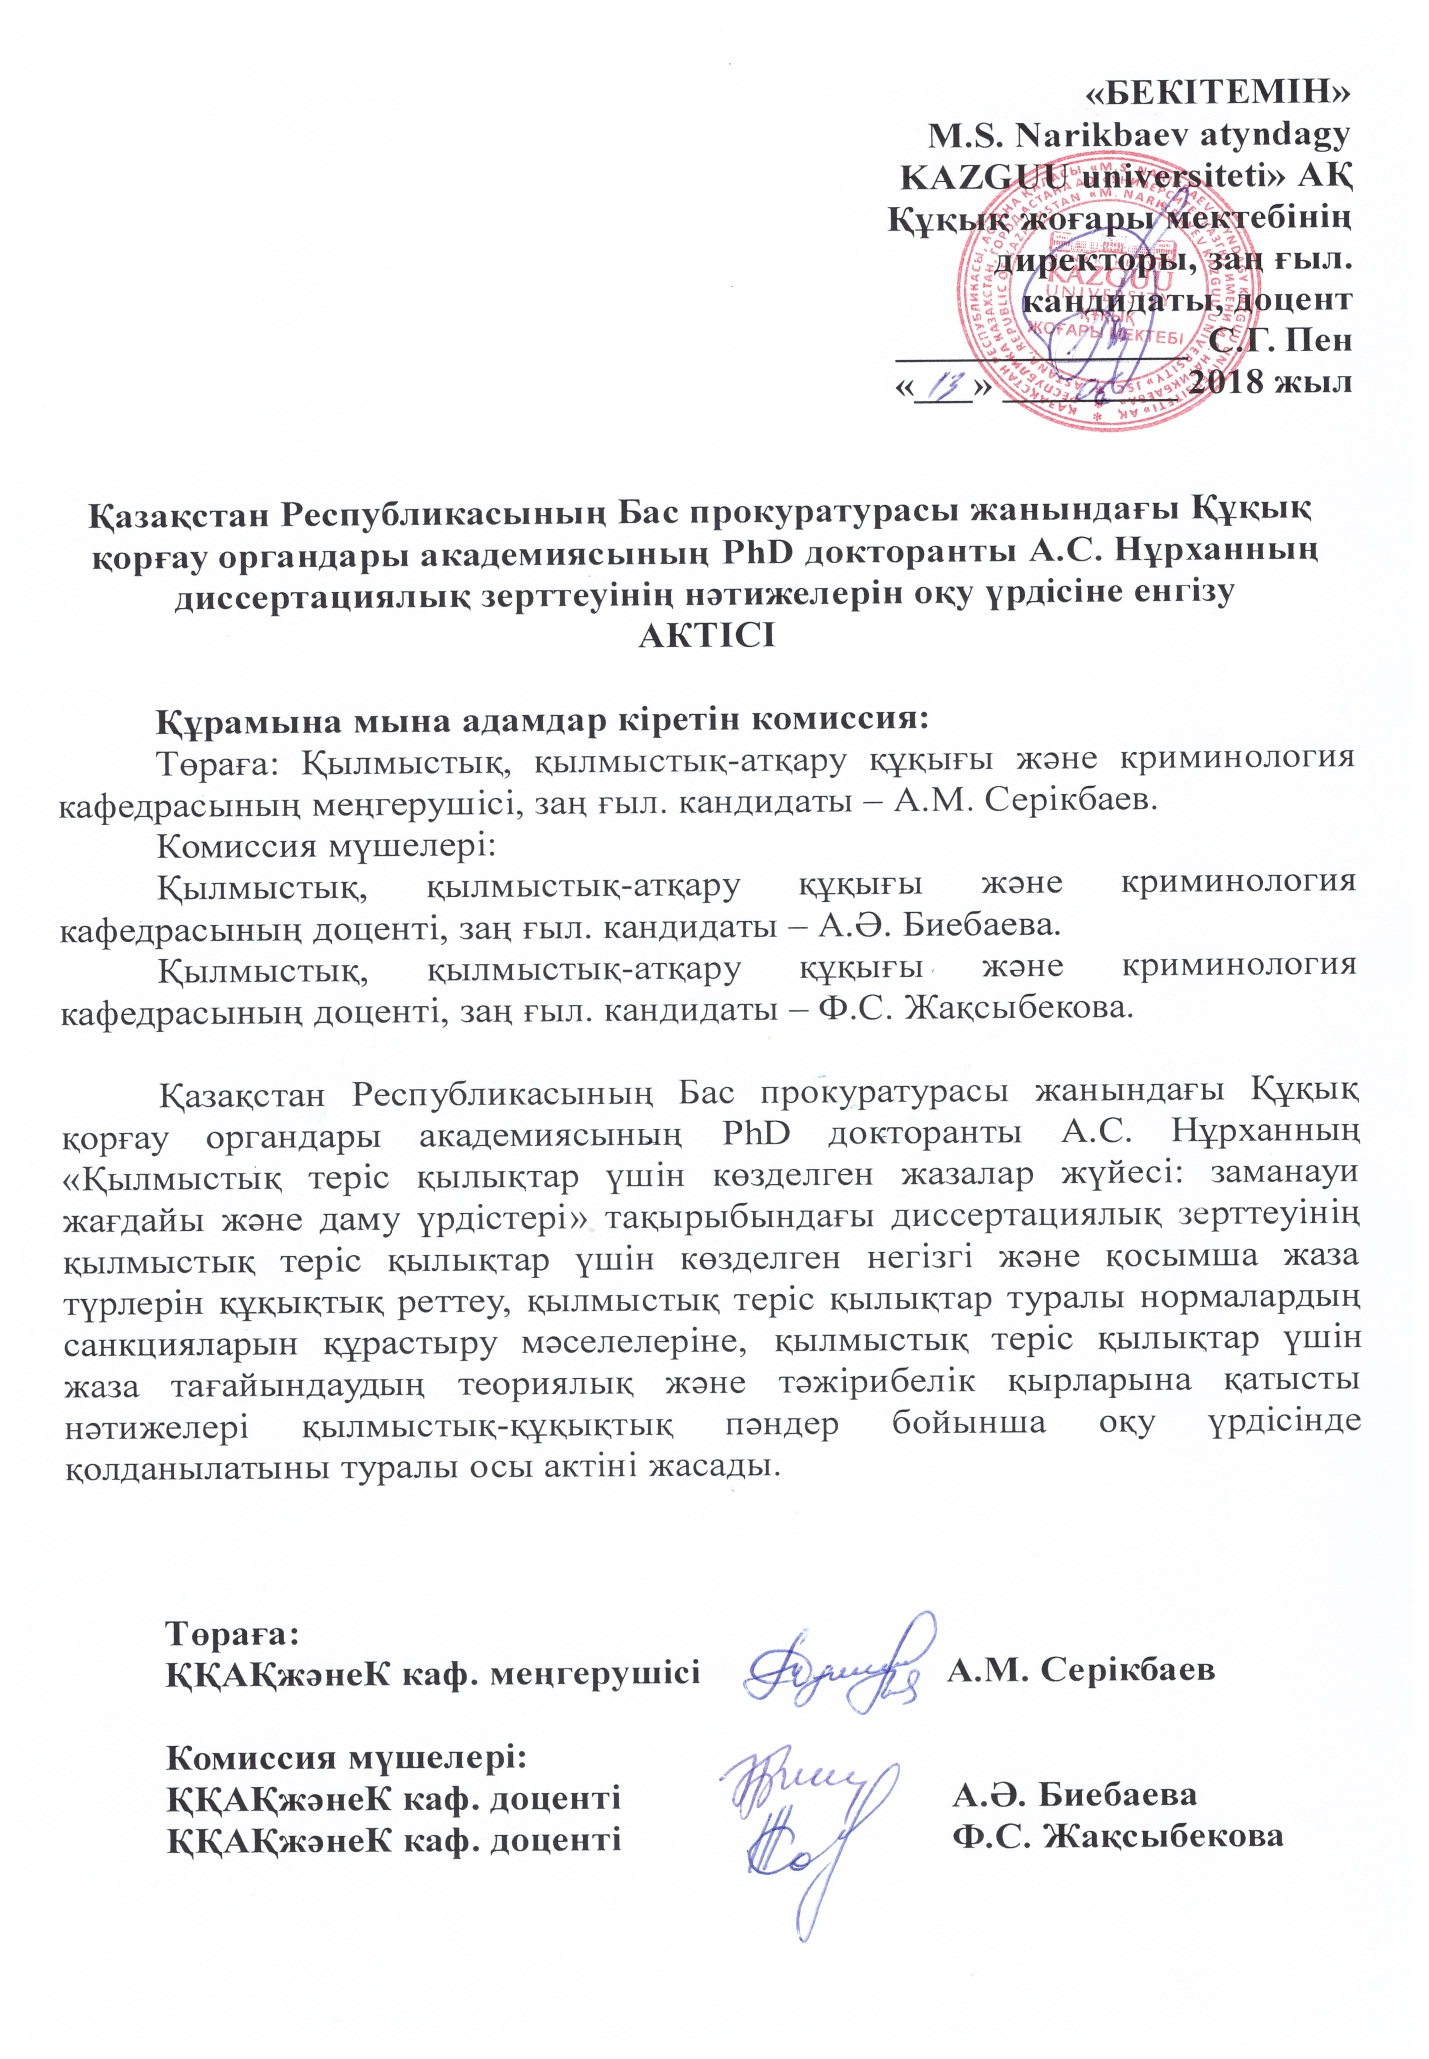 «БЕКІТЕМІН»
M.S. Narikbaev atyndagy
KAZGUU universiteti» АҚ
Құқық жоғары мектебінің
директоры, заң ғыл.
кандидаты, доцент
________________ С.Г. Пен
«13» 06 2018 жыл
KAZGUU
UNIVERSITY
ҚҰҚЫҚ
ЖОҒАРЫ МЕКТЕБІ
Қазақстан Республикасының Бас прокуратурасы жанындағы Құқық
қорғау органдары академиясының PhD докторанты А.С. Нұрханның
диссертациялық зерттеуінің нәтижелерін оқу үрдісіне енгізу
АКТІСІ
Құрамына мына адамдар кіретін комиссия:
Төраға: Қылмыстық, қылмыстық-атқару құқығы және криминология
кафедрасының меңгерушісі, заң ғыл. кандидаты – А.М. Серікбаев.
Комиссия мүшелері:
Қылмыстық, қылмыстық-атқару құқығы және криминология
кафедрасының доценті, заң ғыл. кандидаты – А.Ә. Биебаева.
Қылмыстық, қылмыстық-атқару құқығы және криминология
кафедрасының доценті, заң ғыл. кандидаты – Ф.С. Жақсыбекова.
Қазақстан Республикасының Бас прокуратурасы жанындағы Құқық
қорғау органдары академиясының PhD докторанты А.С. Нұрханның
«Қылмыстық теріс қылықтар үшін көзделген жазалар жүйесі: заманауи
жағдайы және даму үрдістері» тақырыбындағы диссертациялық зерттеуінің
қылмыстық теріс қылықтар үшін көзделген негізгі және қосымша жаза
түрлерін құқықтық реттеу, қылмыстық теріс қылықтар туралы нормалардың
санкцияларын құрастыру мәселелеріне, қылмыстық теріс қылықтар үшін
жаза тағайындаудың теориялық және тәжірибелік қырларына қатысты
нәтижелері қылмыстық-құқықтық пәндер бойынша оқу үрдісінде
қолданылатыны туралы осы актіні жасады.
Төраға:
ҚҚАҚжәнеК каф. меңгерушісі А.М. Серікбаев
Комиссия мүшелері:
ҚҚАҚжәнеК каф. доценті А.Ә. Биебаева
ҚҚАҚжәнеК каф. доценті Ф.С. Жақсыбекова